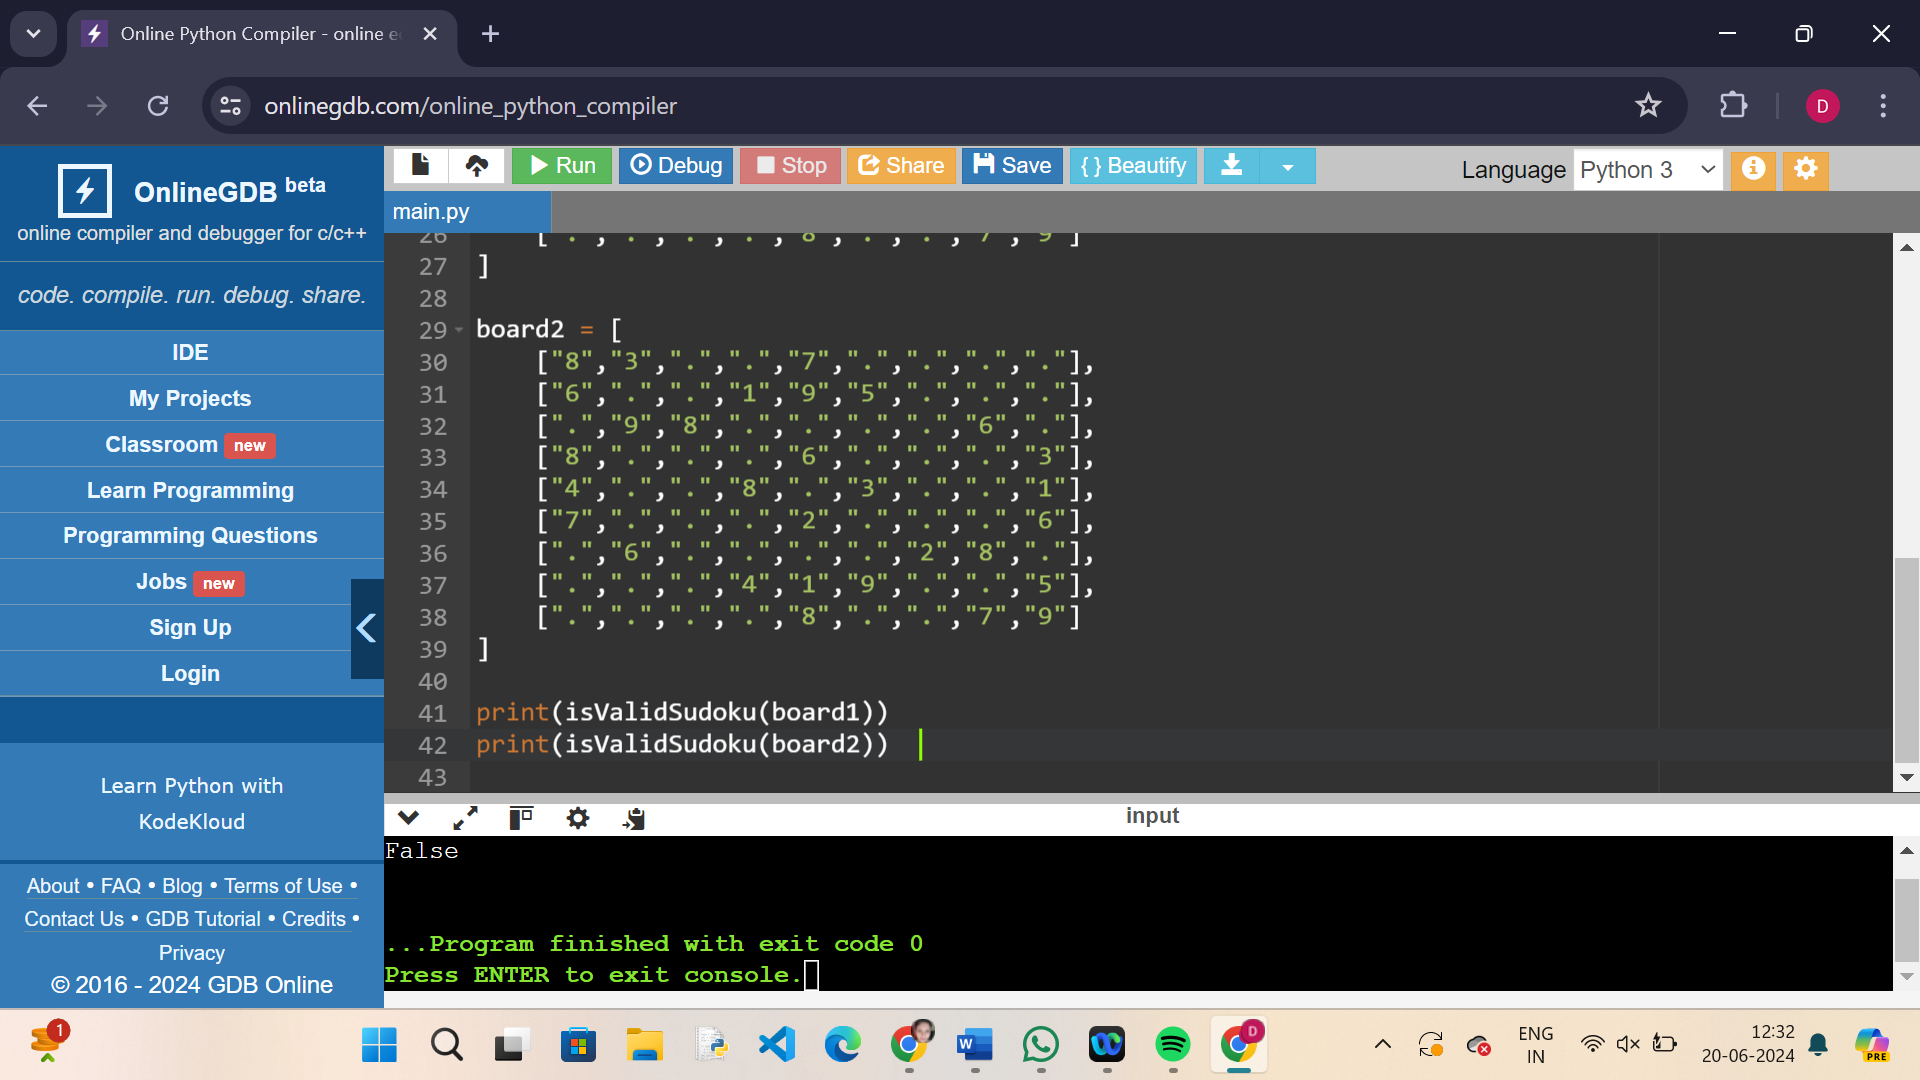 Online Python Compiler - online e
onlinegdb.com/online_python_compiler
D
OnlineGDB beta
online compiler and debugger for c/c++
code. compile. run. debug. share.
IDE
My Projects
Classroom new
Learn Programming
Programming Questions
Jobs new
Sign Up
Login
Learn Python with
KodeKloud
About • FAQ • Blog • Terms of Use •
Contact Us • GDB Tutorial • Credits •
Privacy
© 2016 - 2024 GDB Online
Run Debug Stop Share Save { } Beautify
Language Python 3
main.py
26 [".",".",".",".","8",".",".","7","9"]
27 ]
28
29 board2 = [
30 ["8","3",".",".","7",".",".",".","."],
31 ["6",".",".","1","9","5",".",".","."],
32 [".","9","8",".",".",".",".","6","."],
33 ["8",".",".",".","6",".",".",".","3"],
34 ["4",".",".","8",".","3",".",".","1"],
35 ["7",".",".",".","2",".",".",".","6"],
36 [".","6",".",".",".",".","2","8","."],
37 [".",".",".","4","1","9",".",".","5"],
38 [".",".",".",".","8",".",".","7","9"]
39 ]
40
41 print(isValidSudoku(board1))
42 print(isValidSudoku(board2))
43
input
False
...Program finished with exit code 0
Press ENTER to exit console.
1
W
D
ENG
IN
12:32
20-06-2024
PRE